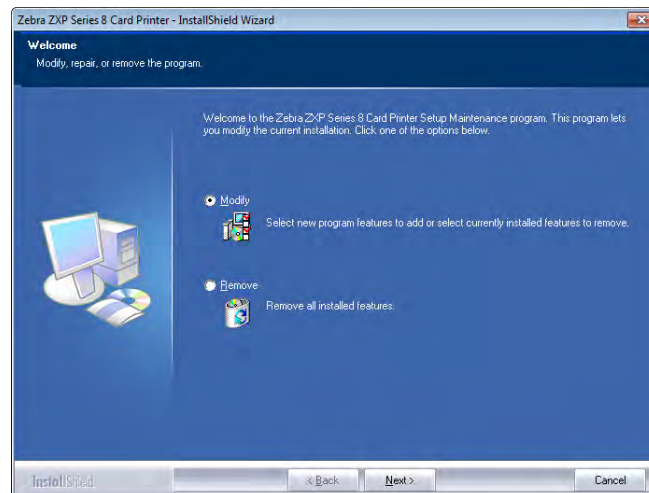 Zebra ZXP Series 8 Card Printer - InstallShield Wizard
Welcome
Modify, repair, or remove the program.
Welcome to the Zebra ZXP Series 8 Card Printer Setup Maintenance program. This program lets
you modify the current installation. Click one of the options below.
Modify
Select new program features to add or select currently installed features to remove.
Remove
Remove all installed features.
InstallShield
< Back
Next >
Cancel